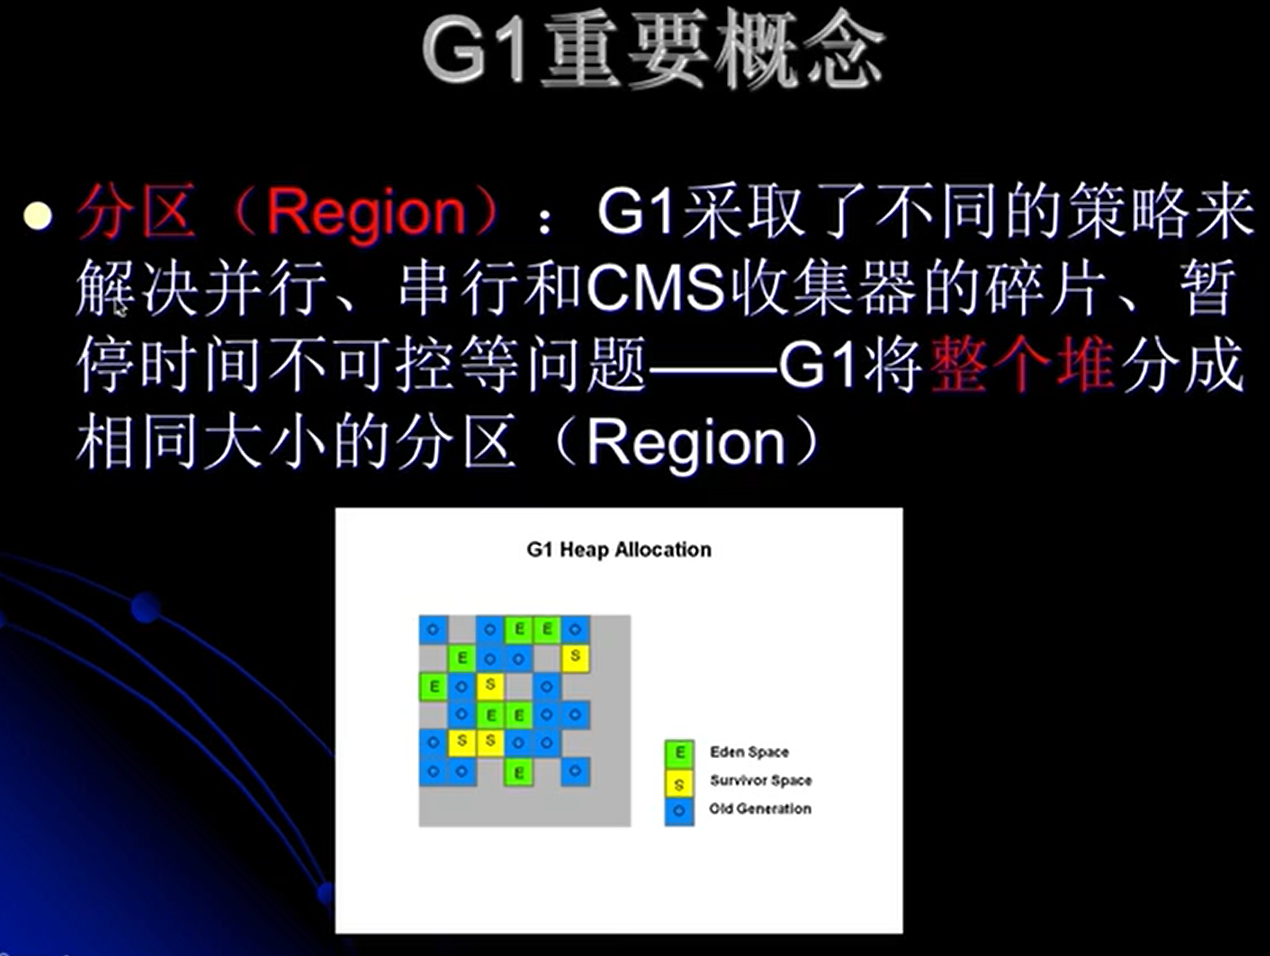 G1重要概念
分区（Region）：G1采取了不同的策略来
解决并行、串行和CMS收集器的碎片、暂
停时间不可控等问题——G1将整个堆分成
相同大小的分区（Region）
G1 Heap Allocation
O O E E O
E O O S
E O S O
O E E O O
O S S O O
O O E O
E Eden Space
S Survivor Space
O Old Generation